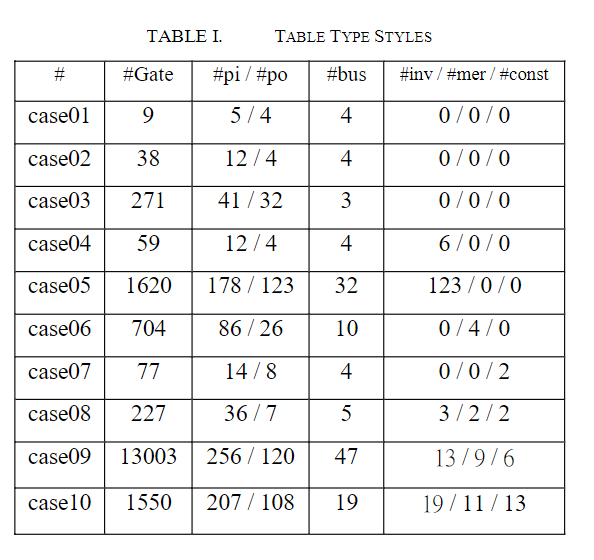 TABLE I. TABLE TYPE STYLES
# #Gate #pi / #po #bus #inv / #mer / #const
case01 9 5 / 4 4 0 / 0 / 0
case02 38 12 / 4 4 0 / 0 / 0
case03 271 41 / 32 3 0 / 0 / 0
case04 59 12 / 4 4 6 / 0 / 0
case05 1620 178 / 123 32 123 / 0 / 0
case06 704 86 / 26 10 0 / 4 / 0
case07 77 14 / 8 4 0 / 0 / 2
case08 227 36 / 7 5 3 / 2 / 2
case09 13003 256 / 120 47 13 / 9 / 6
case10 1550 207 / 108 19 19 / 11 / 13